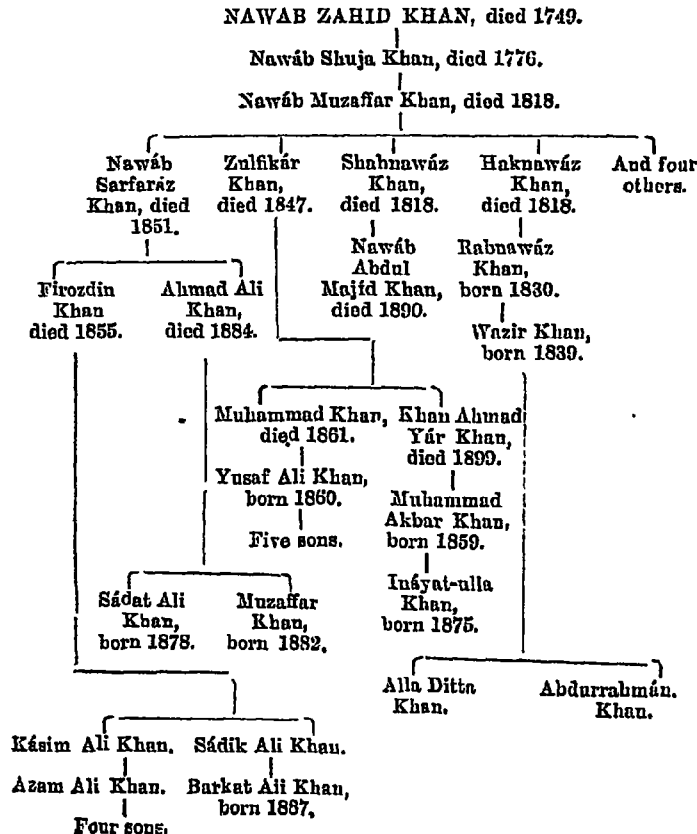 NAWAB ZAHID KHAN, died 1749.
Nawáb Shuja Khan, died 1776.
Nawáb Muzaffar Khan, died 1818.
Nawáb
Sarfaráz
Khan, died
1851.
Zulfikár
Khan,
died 1847.
Shahnawáz
Khan,
died 1818.
Haknawáz
Khan,
died 1818.
And four
others.
Firozdin
Khan
died 1855.
Ahmad Ali
Khan,
died 1884.
Nawáb
Abdul
Majíd Khan,
died 1890.
Rabnawáz
Khan,
born 1830.
Wazir Khan,
born 1839.
Muhammad Khan,
died 1861.
Yusaf Ali Khan,
born 1860.
Five sons.
Khan Ahmad
Yár Khan,
died 1899.
Muhammad
Akbar Khan,
born 1859.
Ináyat-ulla
Khan,
born 1875.
Sádat Ali
Khan,
born 1878.
Muzaffar
Khan,
born 1882.
Alla Ditta
Khan.
Abdurrahmán.
Khan.
Kásim Ali Khan.
Azam Ali Khan.
Four sons.
Sádik Ali Khan.
Barkat Ali Khan,
born 1887.